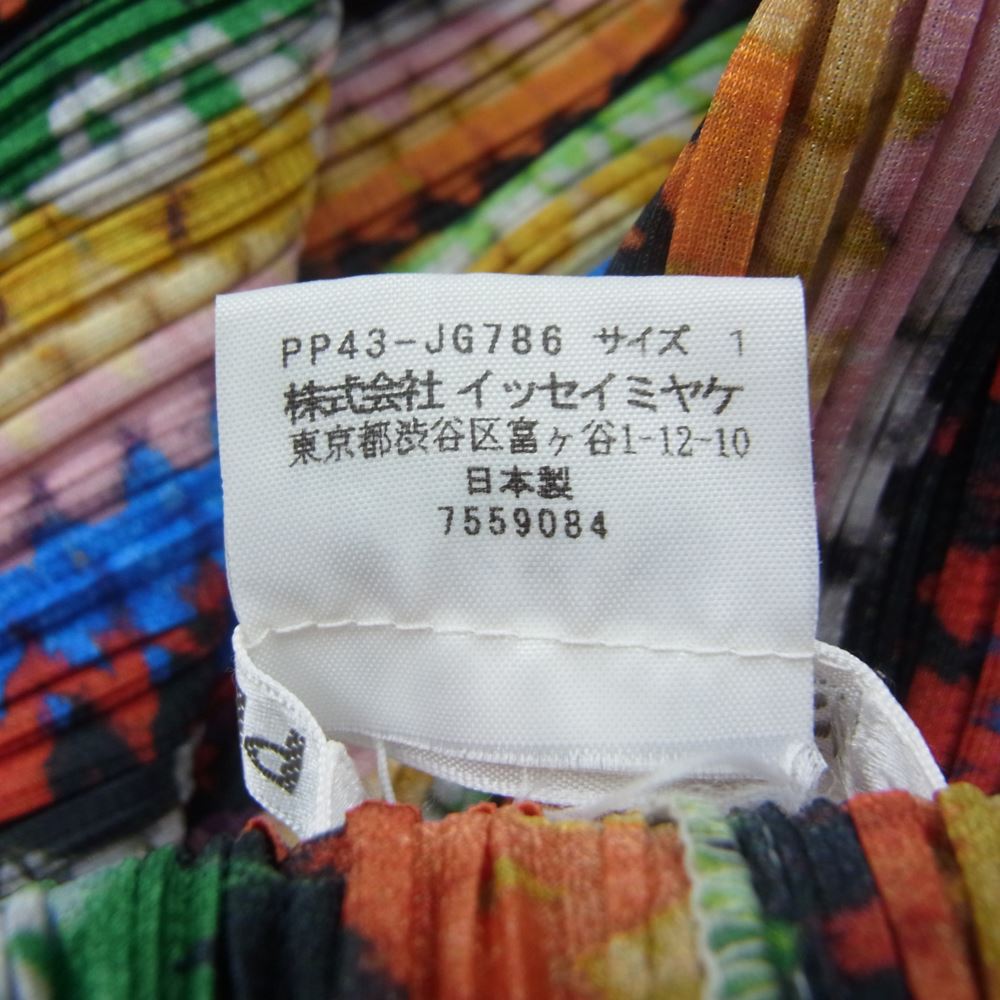 PP43-JG786 サイズ 1
株式会社 イッセイミヤケ
東京都渋谷区富ヶ谷1-12-10
日本製
7559084